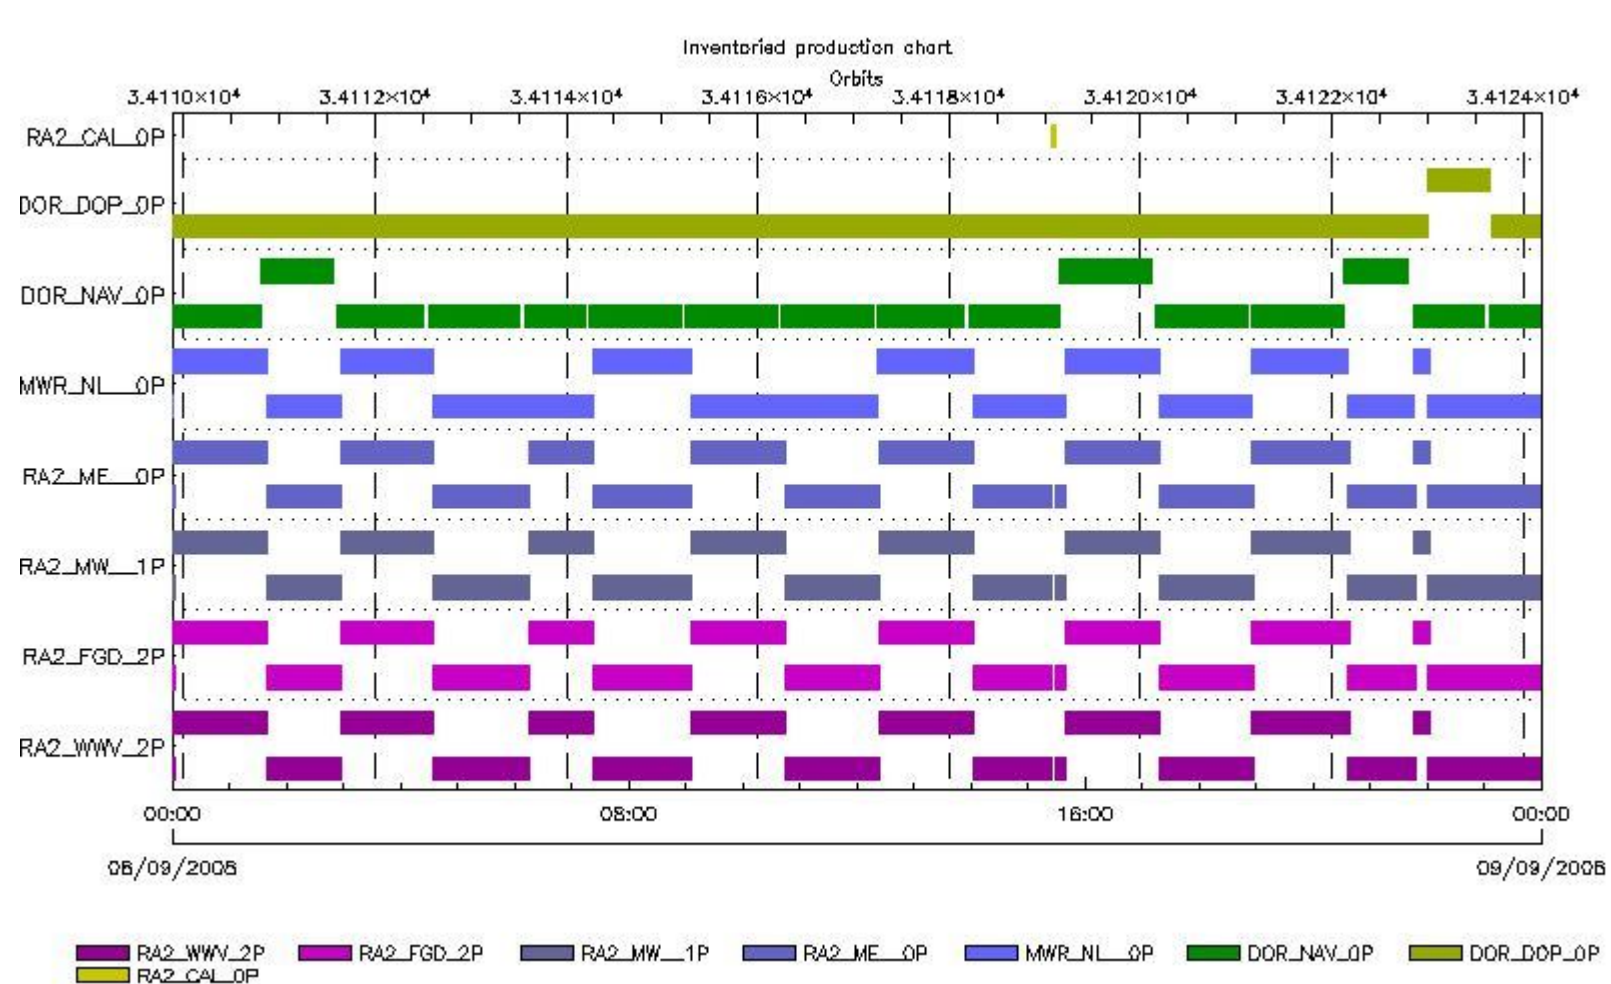 Inventoried production chart
Orbits
3.4110×10⁴ 3.4112×10⁴ 3.4114×10⁴ 3.4116×10⁴ 3.4118×10⁴ 3.4120×10⁴ 3.4122×10⁴ 3.4124×10⁴
RA2_CAL_0P
DOR_DOP_0P
DOR_NAV_0P
MWR_NL__0P
RA2_ME__0P
RA2_MW__1P
RA2_FGD_2P
RA2_WWV_2P
00:00 08:00 16:00 00:00
08/09/2008 09/09/2008
RA2_WWV_2P RA2_FGD_2P RA2_MW__1P RA2_ME__0P MWR_NL__0P DOR_NAV_0P DOR_DOP_0P
RA2_CAL_0P